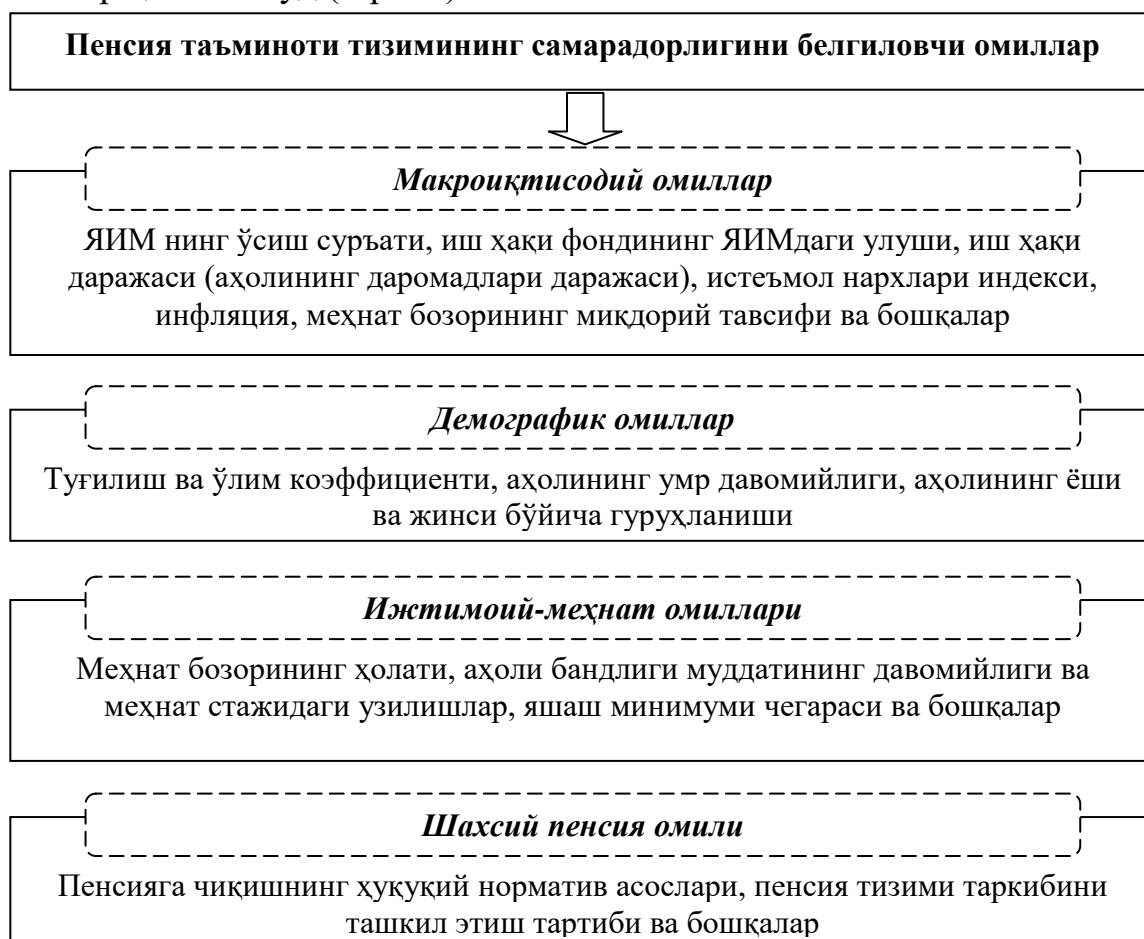 Пенсия таъминоти тизимининг самарадорлигини белгиловчи омиллар
Макроиқтисодий омиллар
ЯИМ нинг ўсиш суръати, иш ҳақи фондининг ЯИМдаги улуши, иш ҳақи
даражаси (аҳолининг даромадлари даражаси), истеъмол нархлари индекси,
инфляция, меҳнат бозорининг миқдорий тавсифи ва бошқалар
Демографик омиллар
Туғилиш ва ўлим коэффициенти, аҳолининг умр давомийлиги, аҳолининг ёши
ва жинси бўйича гуруҳланиши
Ижтимоий-меҳнат омиллари
Меҳнат бозорининг ҳолати, аҳоли бандлиги муддатининг давомийлиги ва
меҳнат стажидаги узилишлар, яшаш минимуми чегараси ва бошқалар
Шахсий пенсия омили
Пенсияга чиқишнинг ҳуқуқий норматив асослари, пенсия тизими таркибини
ташкил этиш тартиби ва бошқалар